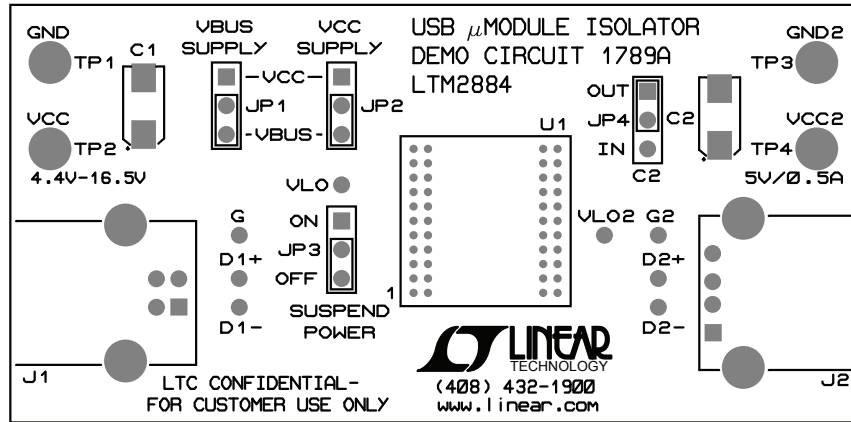 GND
C1
VBUS
SUPPLY
VCC
SUPPLY
USB µMODULE ISOLATOR
DEMO CIRCUIT 1789A
LTM2884
GND2
TP1
-VCC-
JP1
JP2
-VBUS-
OUT
JP4
IN
C2
C2
TP3
VCC
TP2
4.4V-16.5V
U1
VCC2
TP4
5V/0.5A
VLO
ON
JP3
OFF
SUSPEND
POWER
1
G
D1+
D1-
VLO2
G2
D2+
D2-
J1
J2
LTC CONFIDENTIAL-
FOR CUSTOMER USE ONLY
LINEAR
TECHNOLOGY
(408) 432-1900
www.linear.com